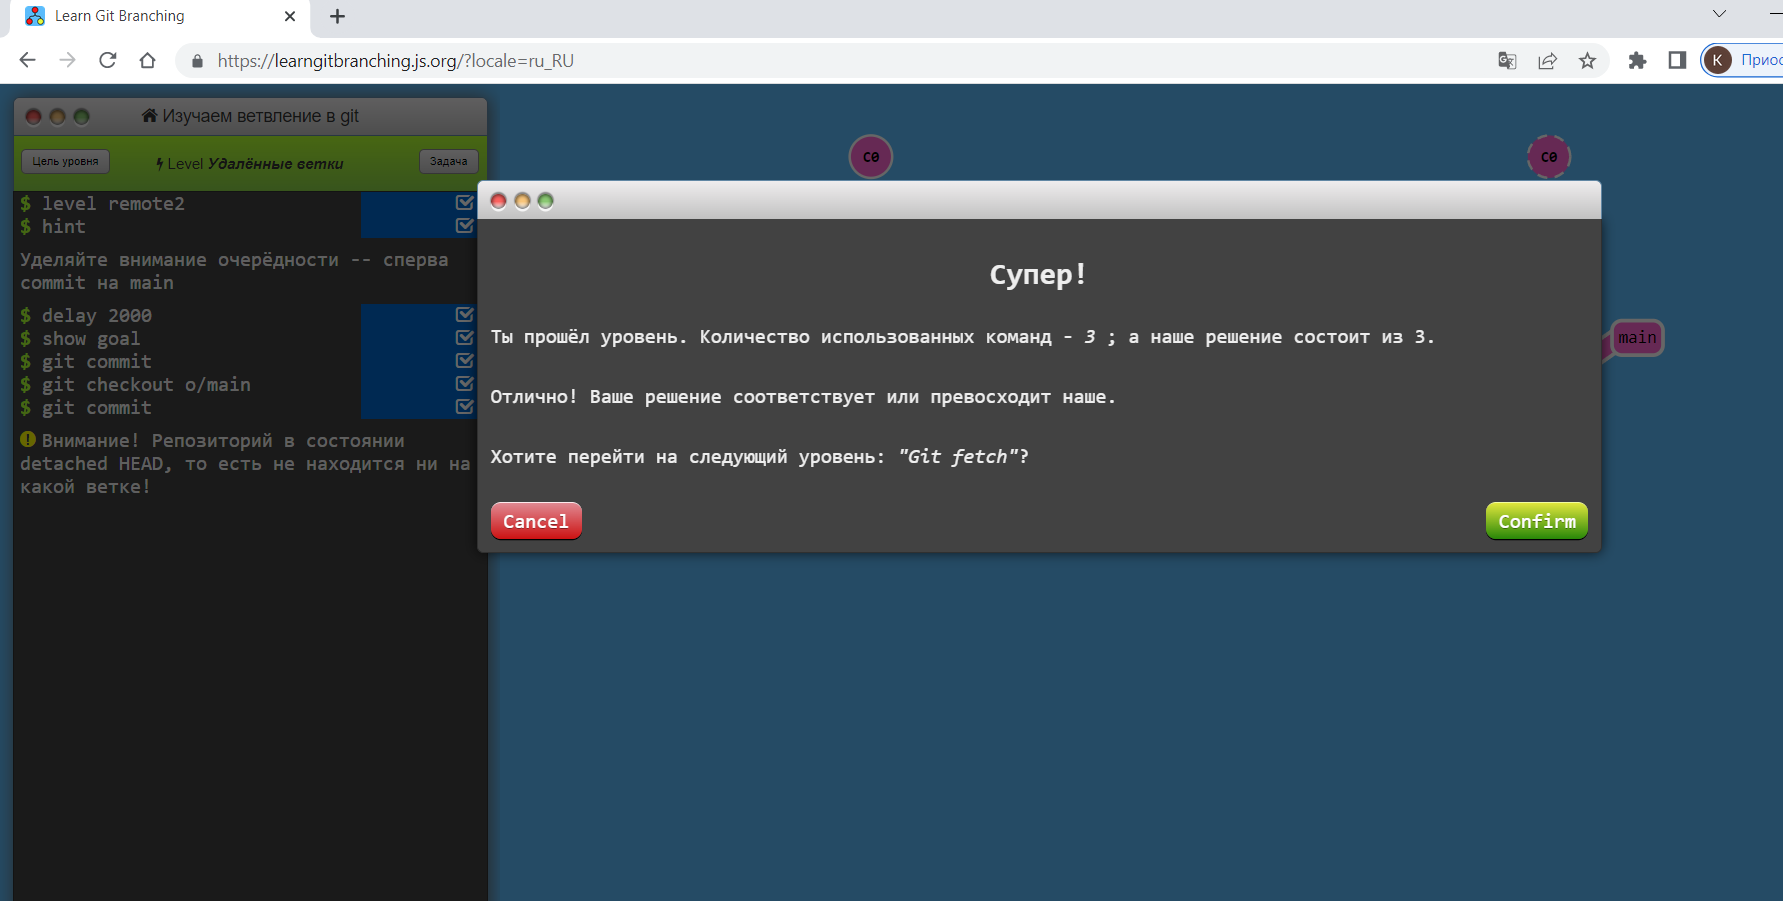 Learn Git Branching
https://learngitbranching.js.org/?locale=ru_RU
K
Изучаем ветвление в git
Цель уровня
Level Удалённые ветки
Задача
$ level remote2
$ hint
Уделяйте внимание очерёдности -- сперва
commit на main
$ delay 2000
$ show goal
$ git commit
$ git checkout o/main
$ git commit
Внимание! Репозиторий в состоянии
detached HEAD, то есть не находится ни на
какой ветке!
C0
C0
main
Супер!
Ты прошёл уровень. Количество использованных команд - 3 ; а наше решение состоит из 3.
Отлично! Ваше решение соответствует или превосходит наше.
Хотите перейти на следующий уровень: "Git fetch"?
Cancel
Confirm